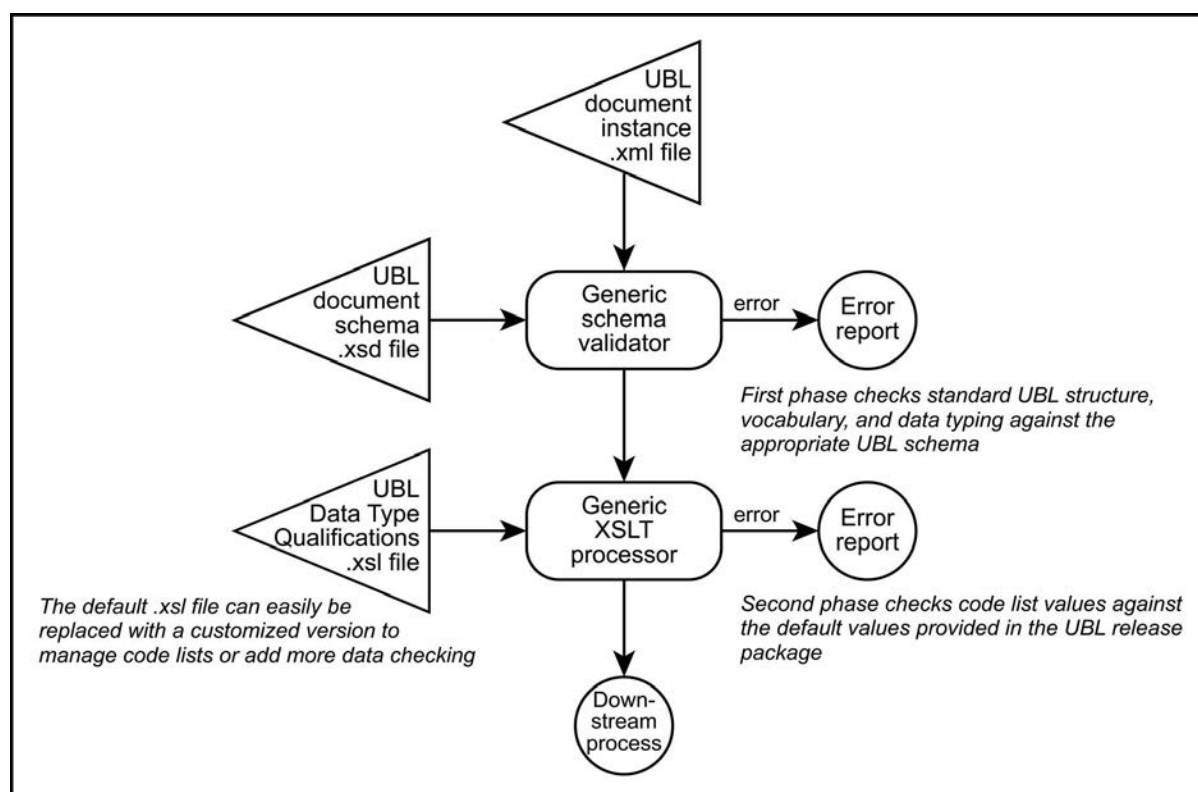 UBL
document
instance
.xml file
UBL
document
schema
.xsd file
Generic
schema
validator
error
Error
report
First phase checks standard UBL structure,
vocabulary, and data typing against the
appropriate UBL schema
UBL
Data Type
Qualifications
.xsl file
Generic
XSLT
processor
error
Error
report
The default .xsl file can easily be
replaced with a customized version to
manage code lists or add more data checking
Second phase checks code list values against
the default values provided in the UBL release
package
Down-
stream
process